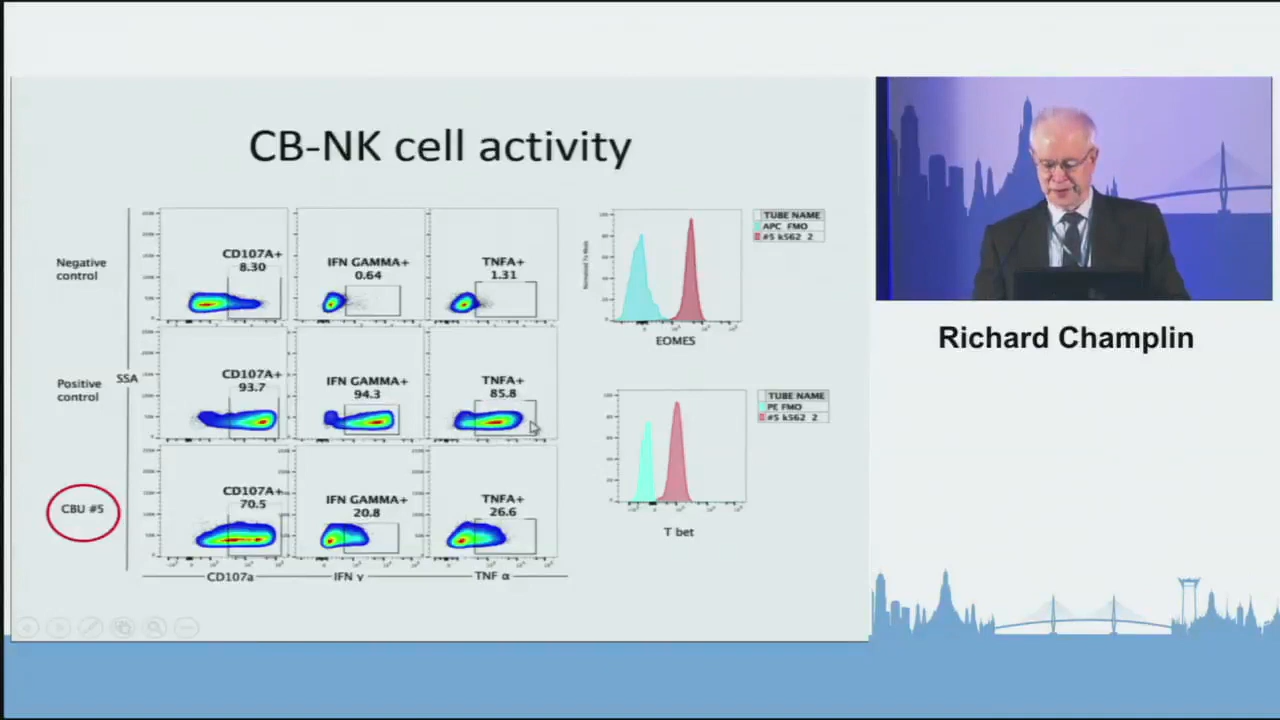 CB-NK cell activity
Negative
control
CD107A+
8.30
IFN GAMMA+
0.64
TNFA+
1.31
Positive
control
SSA
CD107A+
93.7
IFN GAMMA+
94.3
TNFA+
85.8
CBU #5
CD107A+
70.5
IFN GAMMA+
20.8
TNFA+
26.6
CD107a
IFN γ
TNF α
TUBE NAME
APC FMO
#5 k562 2
EOMES
TUBE NAME
PE FMO
#5 k562 2
T bet
Richard Champlin